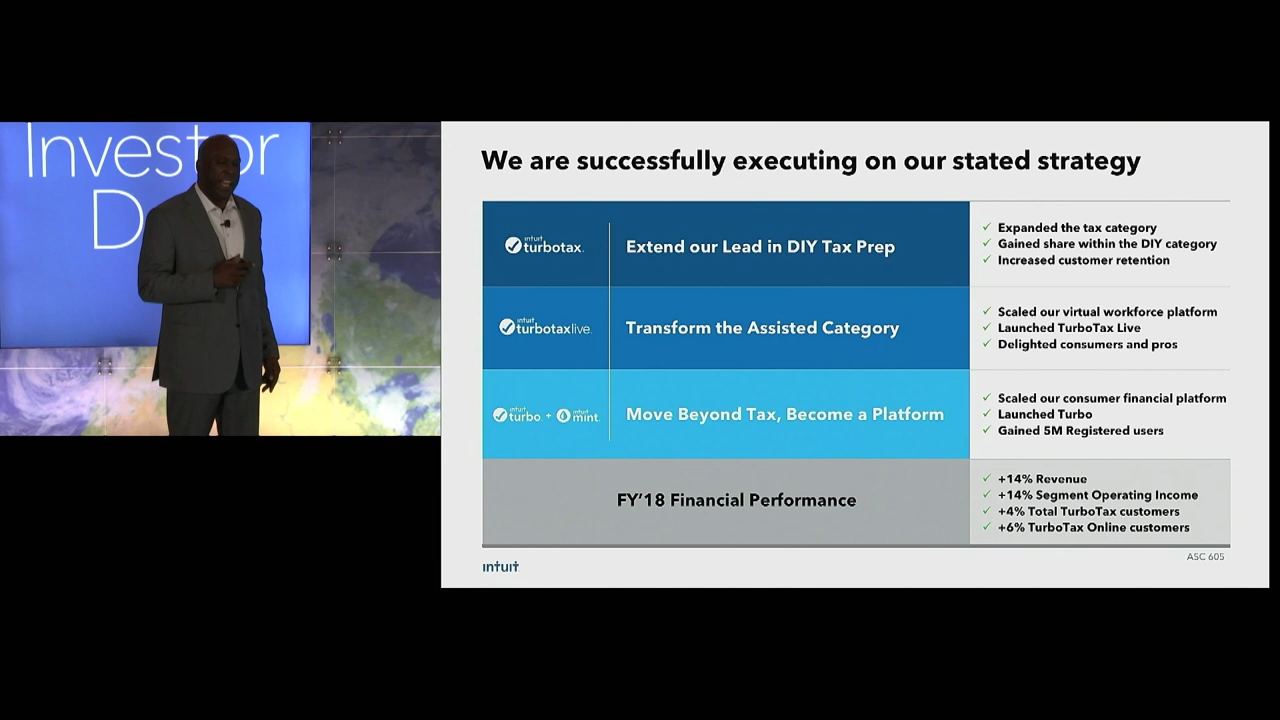 Investor
D
We are successfully executing on our stated strategy
intuit
turbotax.
Extend our Lead in DIY Tax Prep
✓ Expanded the tax category
✓ Gained share within the DIY category
✓ Increased customer retention
intuit
turbotaxlive.
Transform the Assisted Category
✓ Scaled our virtual workforce platform
✓ Launched TurboTax Live
✓ Delighted consumers and pros
intuit
turbo. +
intuit
mint.
Move Beyond Tax, Become a Platform
✓ Scaled our consumer financial platform
✓ Launched Turbo
✓ Gained 5M Registered users
FY'18 Financial Performance
✓ +14% Revenue
✓ +14% Segment Operating Income
✓ +4% Total TurboTax customers
✓ +6% TurboTax Online customers
ASC 605
intuit